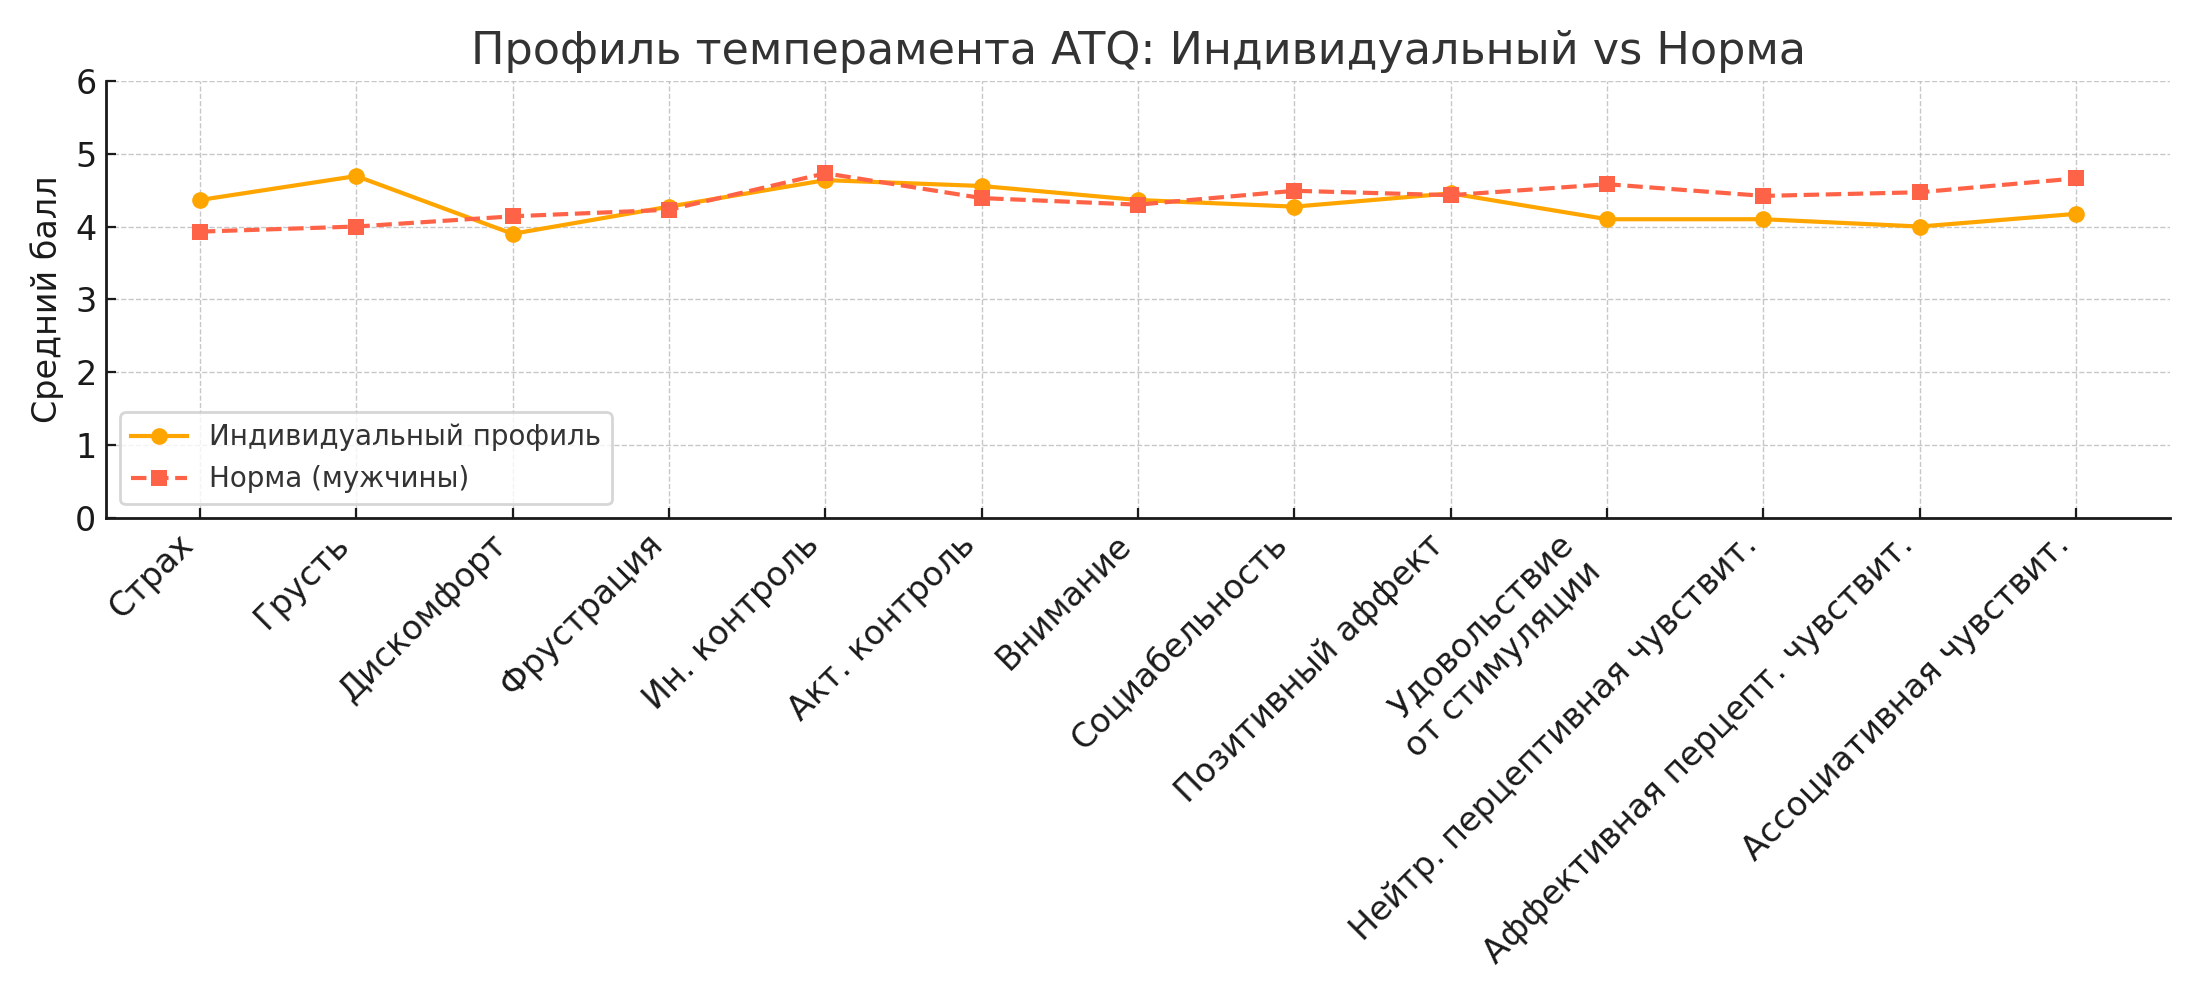 Профиль темперамента ATQ: Индивидуальный vs Норма
Средний балл
6
5
4
3
2
1
0
Индивидуальный профиль
Норма (мужчины)
Страх
Грусть
Дискомфорт
Фрустрация
Ин. контроль
Акт. контроль
Внимание
Социабельность
Позитивный аффект
Удовольствие
от стимуляции
Нейтр. перцептивная чувствит.
Аффективная перцепт. чувствит.
Ассоциативная чувствит.